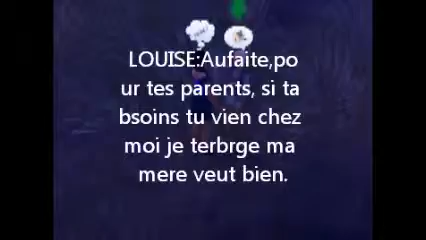 LOUISE:Aufaite,po
ur tes parents, si ta
bsoins tu vien chez
moi je terbrge ma
mere veut bien.